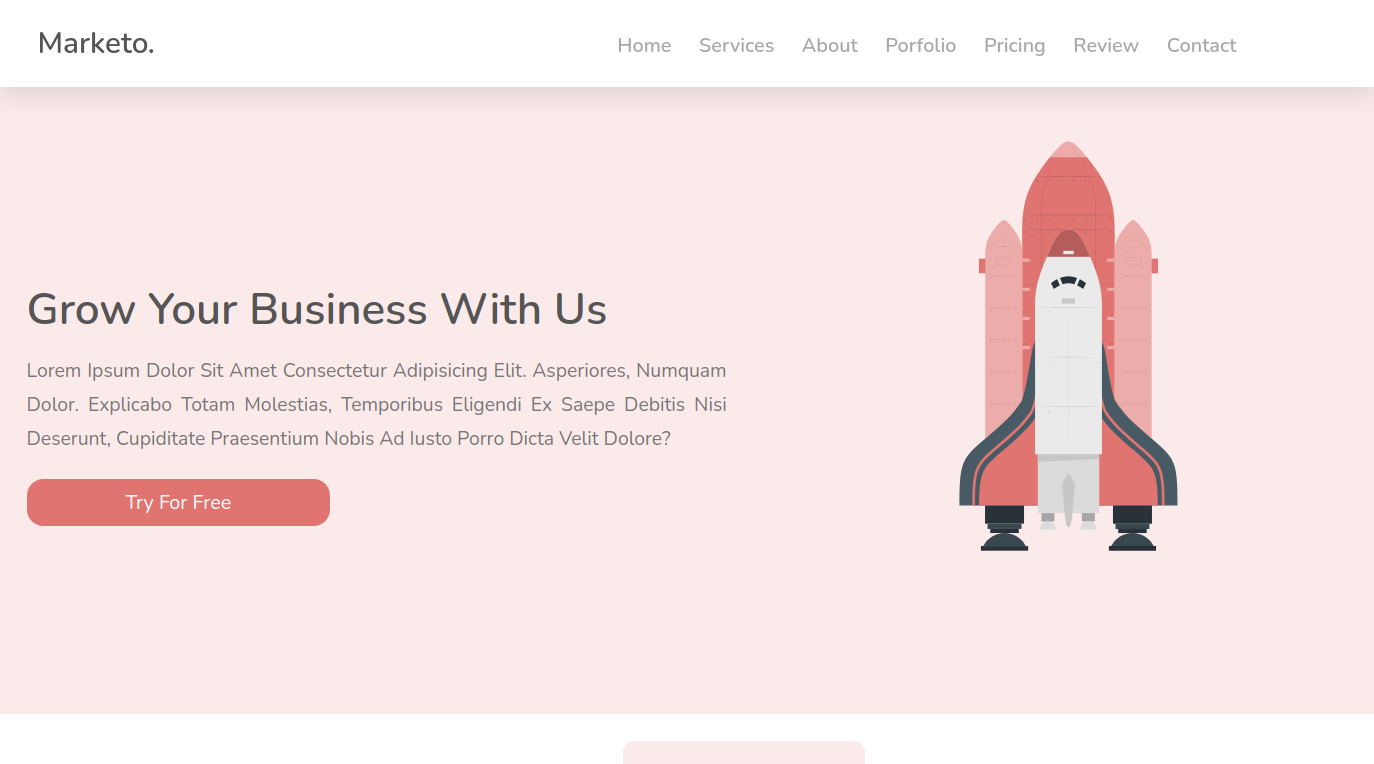 Marketo.
Home Services About Porfolio Pricing Review Contact
Grow Your Business With Us
Lorem Ipsum Dolor Sit Amet Consectetur Adipisicing Elit. Asperiores, Numquam
Dolor. Explicabo Totam Molestias, Temporibus Eligendi Ex Saepe Debitis Nisi
Deserunt, Cupiditate Praesentium Nobis Ad Iusto Porro Dicta Velit Dolore?
Try For Free